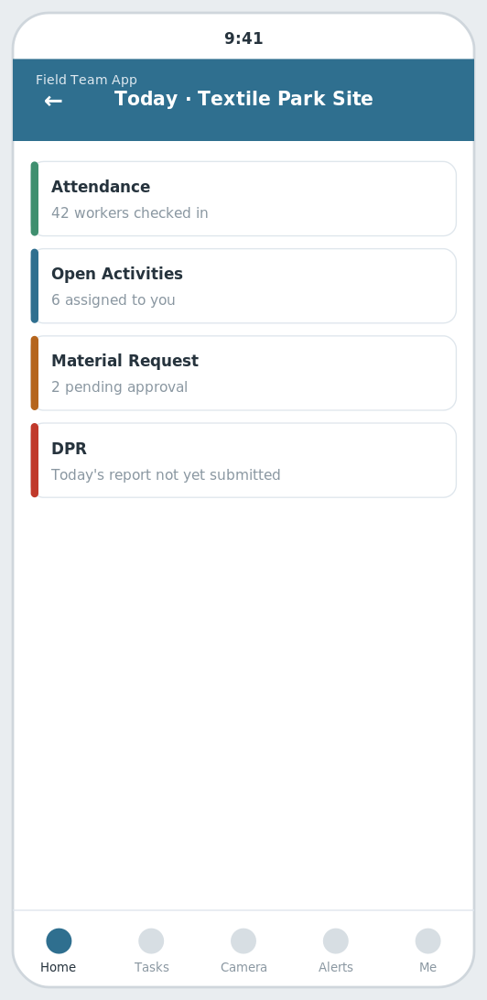 9:41
Field Team App
← Today · Textile Park Site
Attendance
42 workers checked in
Open Activities
6 assigned to you
Material Request
2 pending approval
DPR
Today's report not yet submitted
Home Tasks Camera Alerts Me